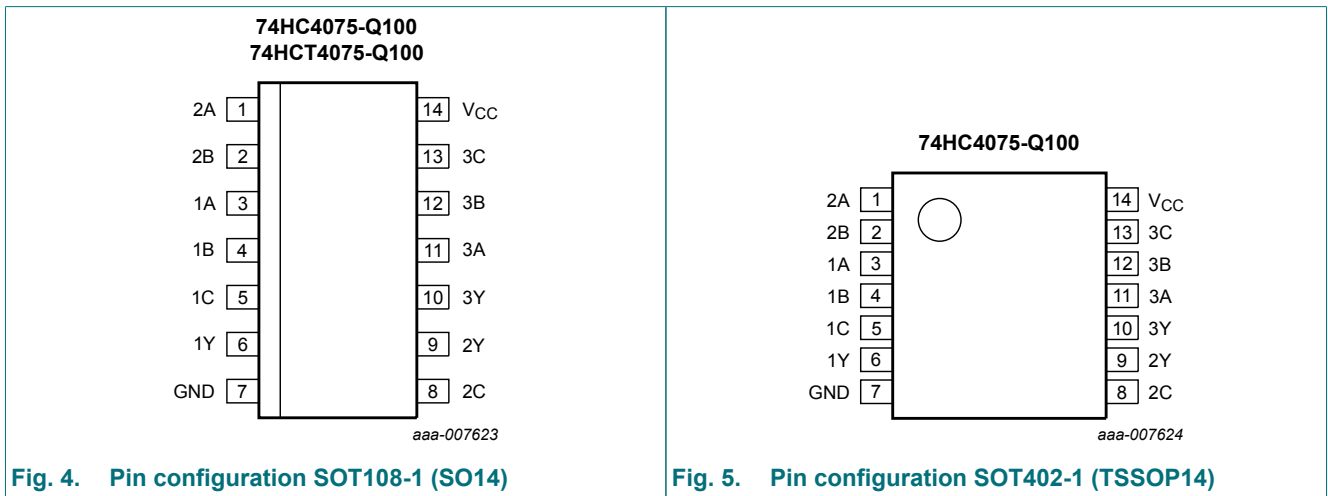 74HC4075-Q100
74HCT4075-Q100
2A 1 14 VCC
2B 2 13 3C
1A 3 12 3B
1B 4 11 3A
1C 5 10 3Y
1Y 6 9 2Y
GND 7 8 2C
aaa-007623
Fig. 4. Pin configuration SOT108-1 (SO14)
74HC4075-Q100
2A 1 14 VCC
2B 2 13 3C
1A 3 12 3B
1B 4 11 3A
1C 5 10 3Y
1Y 6 9 2Y
GND 7 8 2C
aaa-007624
Fig. 5. Pin configuration SOT402-1 (TSSOP14)